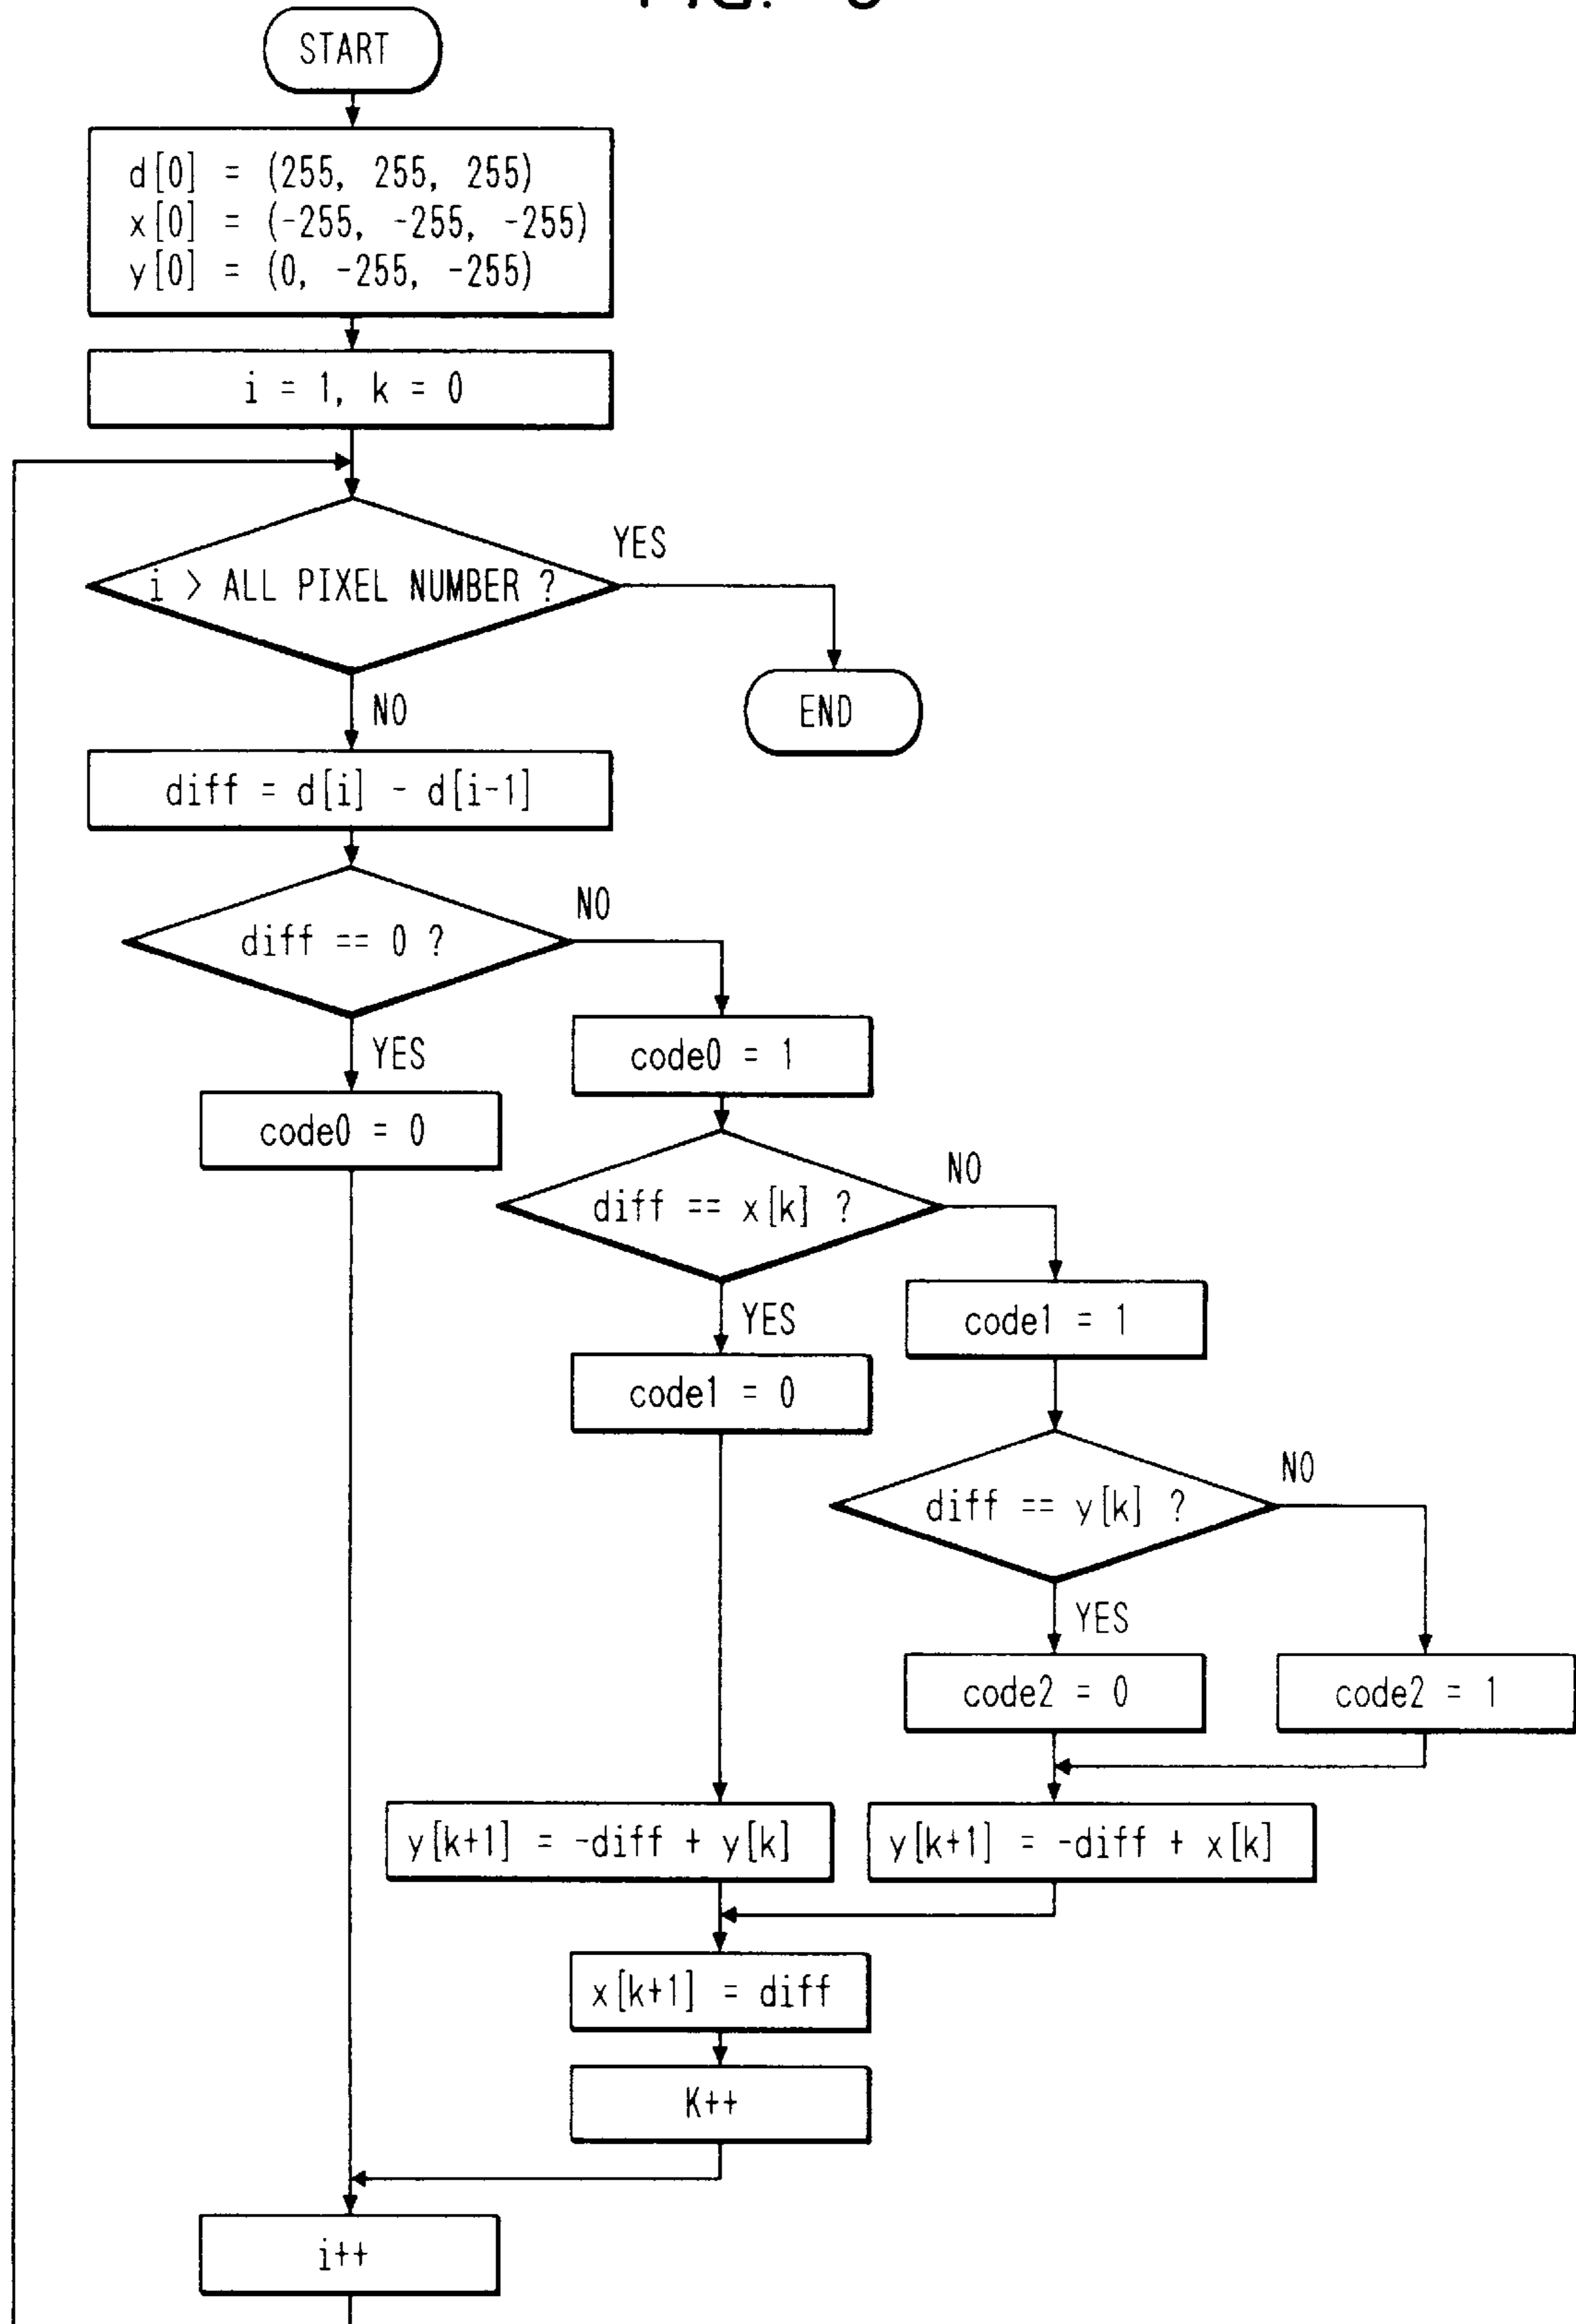 START
d[0] = (255, 255, 255)
x[0] = (-255, -255, -255)
y[0] = (0, -255, -255)
i = 1, k = 0
i > ALL PIXEL NUMBER ?
YES
END
NO
diff = d[i] - d[i-1]
diff == 0 ?
NO
YES
code0 = 1
code0 = 0
diff == x[k] ?
NO
YES
code1 = 1
code1 = 0
diff == y[k] ?
NO
YES
code2 = 0
code2 = 1
y[k+1] = -diff + y[k]
y[k+1] = -diff + x[k]
x[k+1] = diff
K++
i++